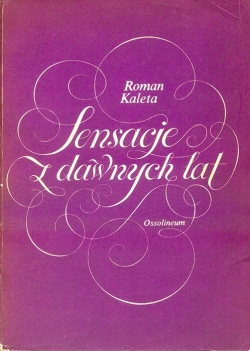 Roman
Kaleta
Sensacje
z dawnych lat
Ossolineum